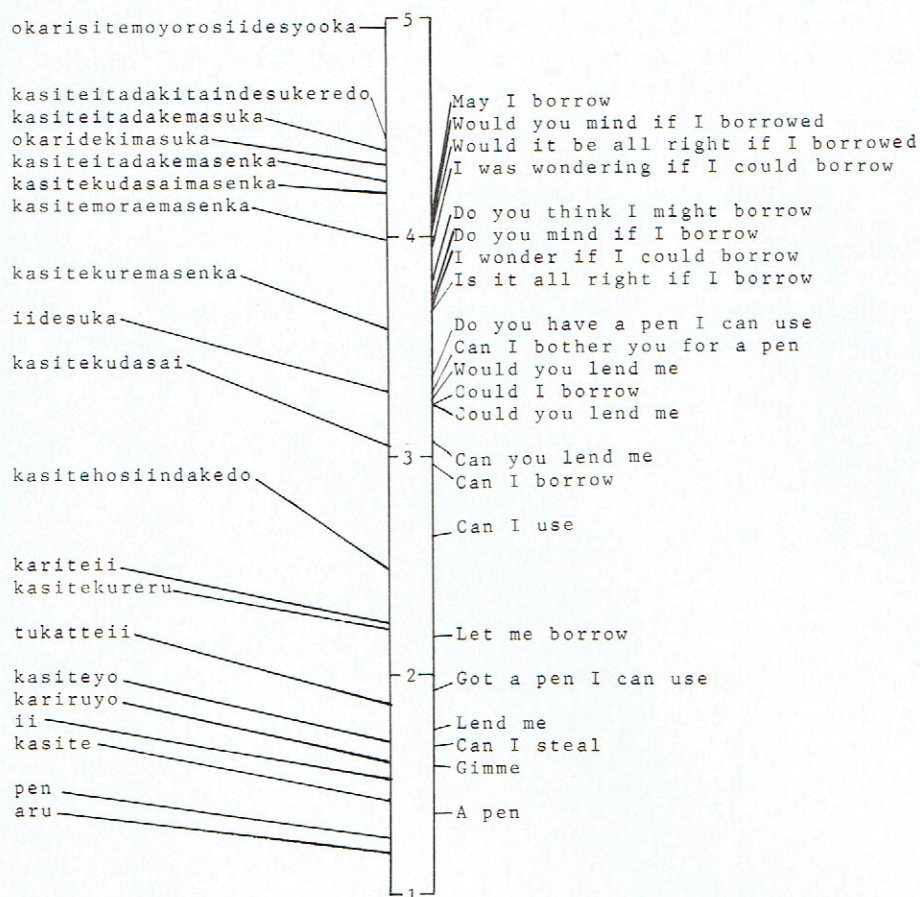 5
okarisitemoyorosiidesyooka
kasiteitadakitaindesukeredo
kasiteitadakemasuka
okaridekimasuka
kasiteitadakemasenka
kasitekudasaimasenka
kasitemoraemasenka
kasitekuremasenka
iidesuka
kasitekudasai
kasitehosiindakedo
kariteii
kasitekureru
tukatteii
kasiteyo
kariruyo
ii
kasite
pen
aru
4
3
2
1
May I borrow
Would you mind if I borrowed
Would it be all right if I borrowed
I was wondering if I could borrow
Do you think I might borrow
Do you mind if I borrow
I wonder if I could borrow
Is it all right if I borrow
Do you have a pen I can use
Can I bother you for a pen
Would you lend me
Could I borrow
Could you lend me
Can you lend me
Can I borrow
Can I use
Let me borrow
Got a pen I can use
Lend me
Can I steal
Gimme
A pen